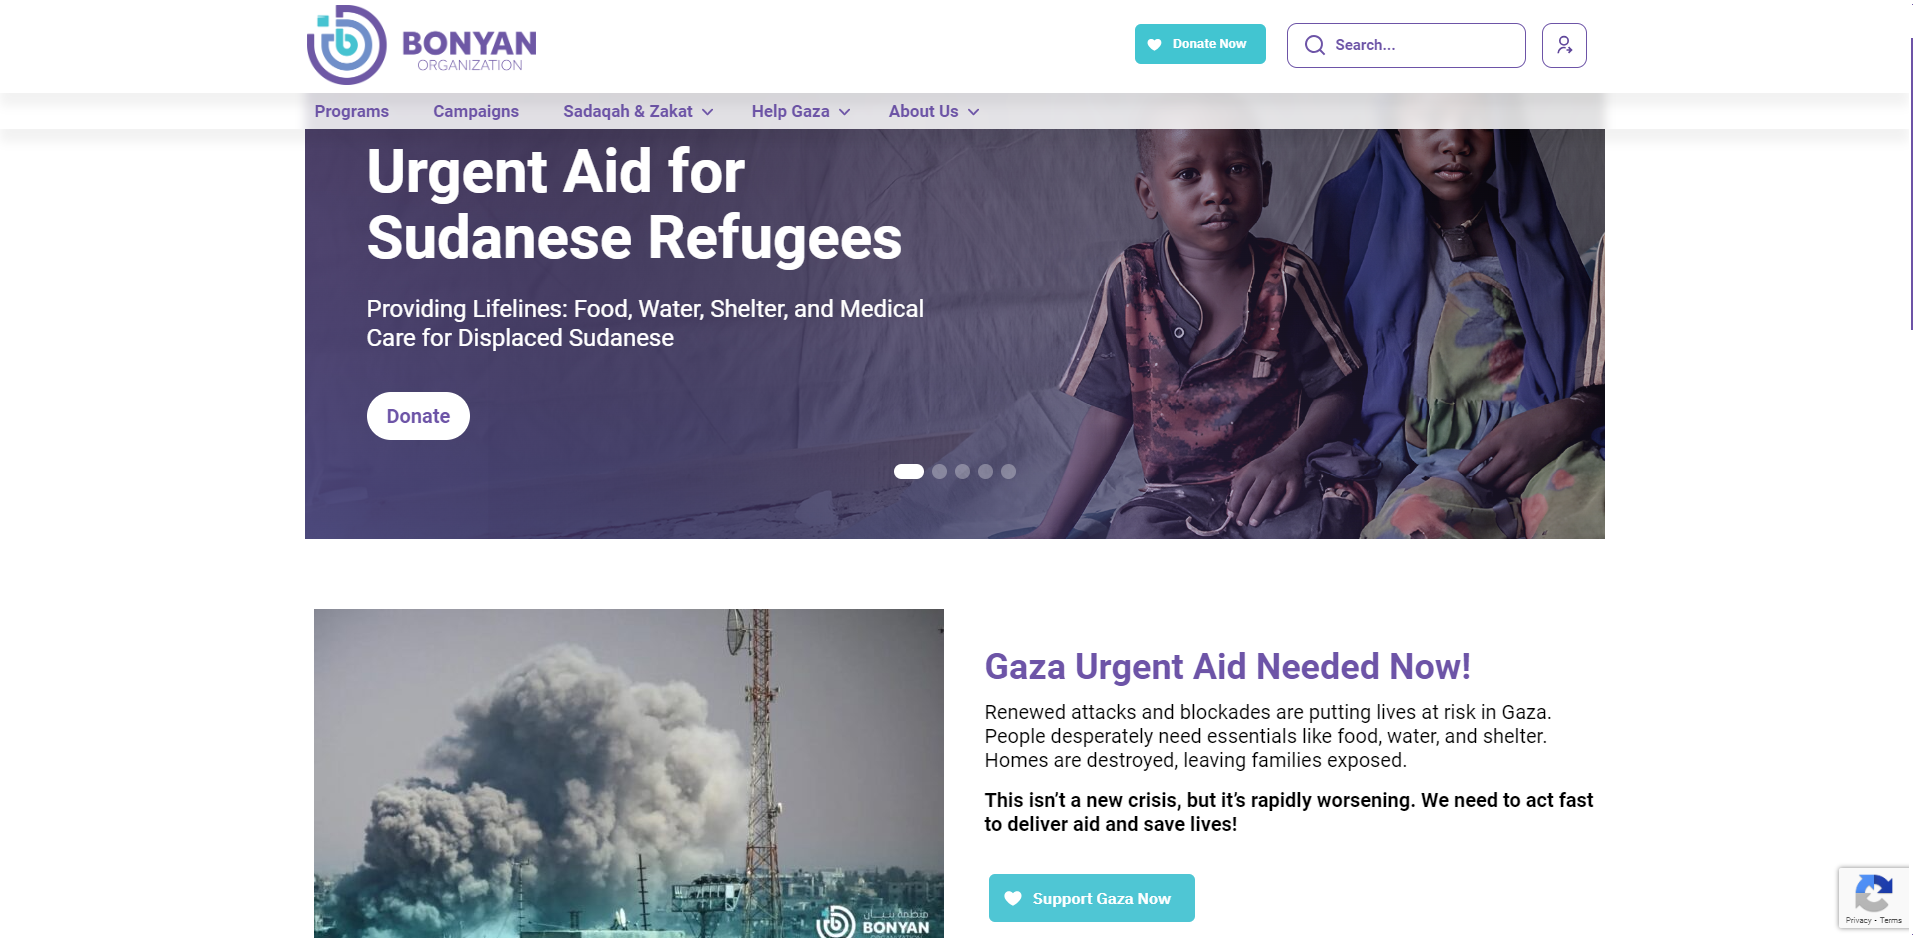 BONYAN
ORGANIZATION
Donate Now
Search...
Programs
Campaigns
Sadaqah & Zakat
Help Gaza
About Us
Urgent Aid for
Sudanese Refugees
Providing Lifelines: Food, Water, Shelter, and Medical
Care for Displaced Sudanese
Donate
Gaza Urgent Aid Needed Now!
Renewed attacks and blockades are putting lives at risk in Gaza.
People desperately need essentials like food, water, and shelter.
Homes are destroyed, leaving families exposed.
This isn't a new crisis, but it's rapidly worsening. We need to act fast
to deliver aid and save lives!
Support Gaza Now
منظمة بنيان
BONYAN
Privacy - Terms